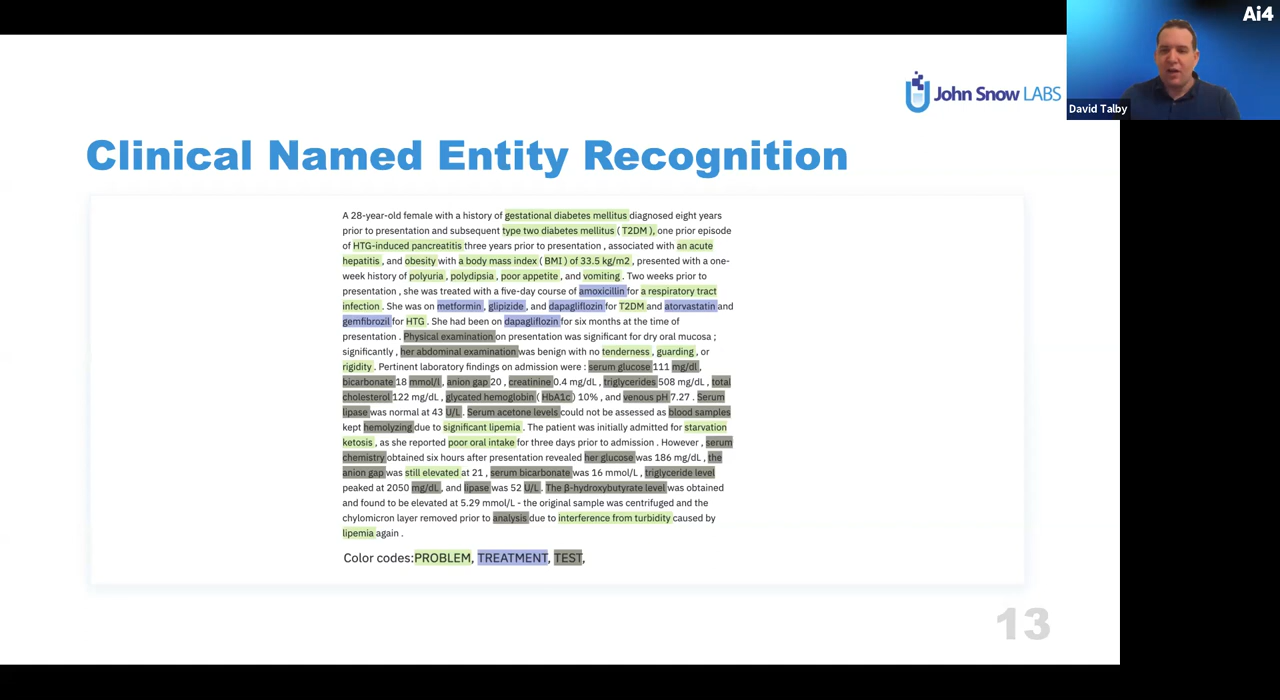 Ai4
John Snow LABS
David Talby
Clinical Named Entity Recognition
A 28-year-old female with a history of gestational diabetes mellitus diagnosed eight years
prior to presentation and subsequent type two diabetes mellitus ( T2DM ), one prior episode
of HTG-induced pancreatitis three years prior to presentation , associated with an acute
hepatitis , and obesity with a body mass index ( BMI ) of 33.5 kg/m2 , presented with a one-
week history of polyuria , polydipsia , poor appetite , and vomiting . Two weeks prior to
presentation , she was treated with a five-day course of amoxicillin for a respiratory tract
infection . She was on metformin , glipizide , and dapagliflozin for T2DM and atorvastatin and
gemfibrozil for HTG . She had been on dapagliflozin for six months at the time of
presentation . Physical examination on presentation was significant for dry oral mucosa ;
significantly , her abdominal examination was benign with no tenderness , guarding , or
rigidity . Pertinent laboratory findings on admission were : serum glucose 111 mg/dl ,
bicarbonate 18 mmol/l , anion gap 20 , creatinine 0.4 mg/dL , triglycerides 508 mg/dL , total
cholesterol 122 mg/dL , glycated hemoglobin ( HbA1c ) 10% , and venous pH 7.27 . Serum
lipase was normal at 43 U/L . Serum acetone levels could not be assessed as blood samples
kept hemolyzing due to significant lipemia . The patient was initially admitted for starvation
ketosis , as she reported poor oral intake for three days prior to admission . However , serum
chemistry obtained six hours after presentation revealed her glucose was 186 mg/dL , the
anion gap was still elevated at 21 , serum bicarbonate was 16 mmol/L , triglyceride level
peaked at 2050 mg/dL , and lipase was 52 U/L . The β-hydroxybutyrate level was obtained
and found to be elevated at 5.29 mmol/L - the original sample was centrifuged and the
chylomicron layer removed prior to analysis due to interference from turbidity caused by
lipemia again .
Color codes:PROBLEM, TREATMENT, TEST,
13